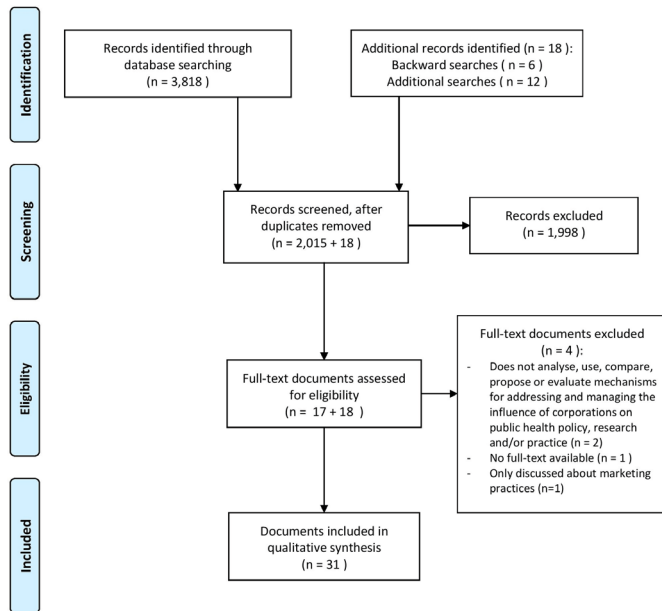 Identification
Records identified through
database searching
(n = 3,818)
Additional records identified (n = 18 ):
Backward searches ( n = 6)
Additional searches ( n = 12)
Screening
Records screened, after
duplicates removed
(n = 2,015 + 18 )
Records excluded
(n = 1,998)
Eligibility
Full-text documents assessed
for eligibility
(n = 17 + 18 )
Full-text documents excluded
(n = 4 ):
- Does not analyse, use, compare,
propose or evaluate mechanisms
for addressing and managing the
influence of corporations on
public health policy, research
and/or practice (n = 2)
- No full-text available (n = 1 )
- Only discussed about marketing
practices (n=1)
Included
Documents included in
qualitative synthesis
(n = 31 )